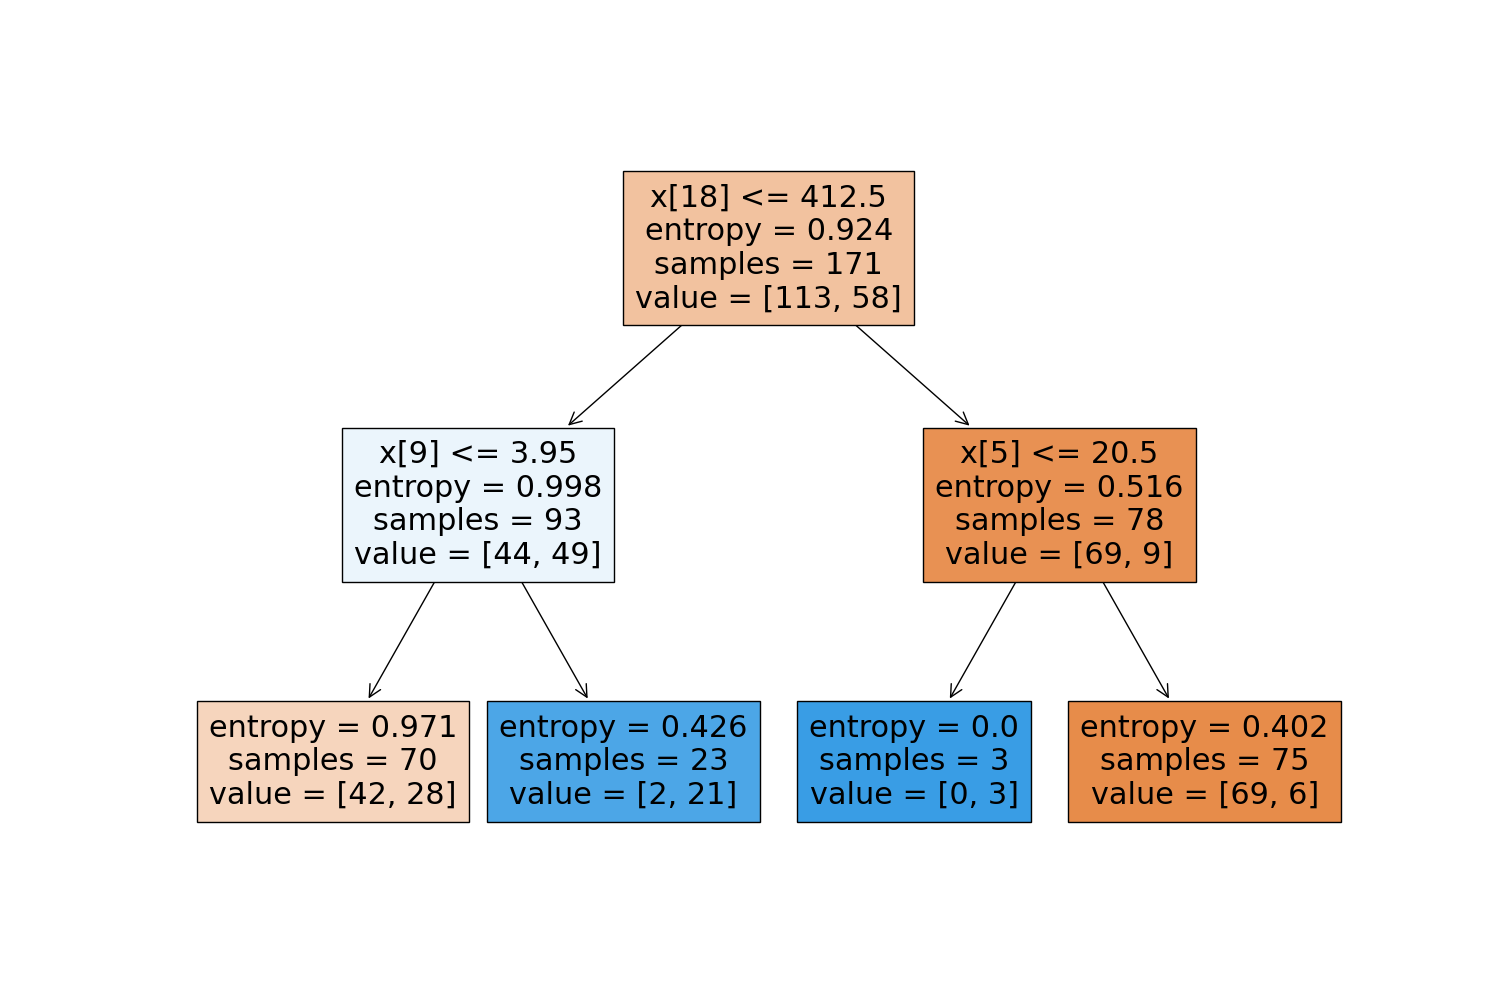 x[18] <= 412.5
entropy = 0.924
samples = 171
value = [113, 58]
x[9] <= 3.95
entropy = 0.998
samples = 93
value = [44, 49]
x[5] <= 20.5
entropy = 0.516
samples = 78
value = [69, 9]
entropy = 0.971
samples = 70
value = [42, 28]
entropy = 0.426
samples = 23
value = [2, 21]
entropy = 0.0
samples = 3
value = [0, 3]
entropy = 0.402
samples = 75
value = [69, 6]